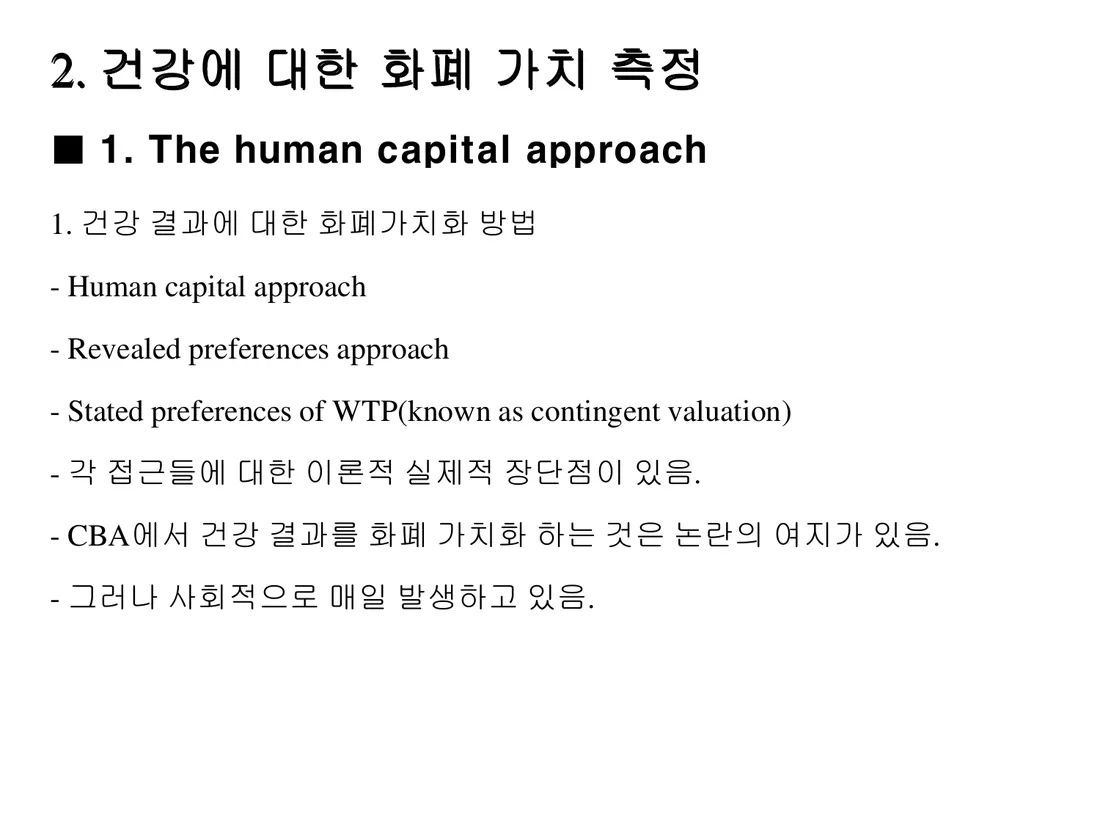 2. 건강에 대한 화폐 가치 측정
■ 1. The human capital approach
1. 건강 결과에 대한 화폐가치화 방법
- Human capital approach
- Revealed preferences approach
- Stated preferences of WTP(known as contingent valuation)
- 각 접근들에 대한 이론적 실제적 장단점이 있음.
- CBA에서 건강 결과를 화폐 가치화 하는 것은 논란의 여지가 있음.
- 그러나 사회적으로 매일 발생하고 있음.